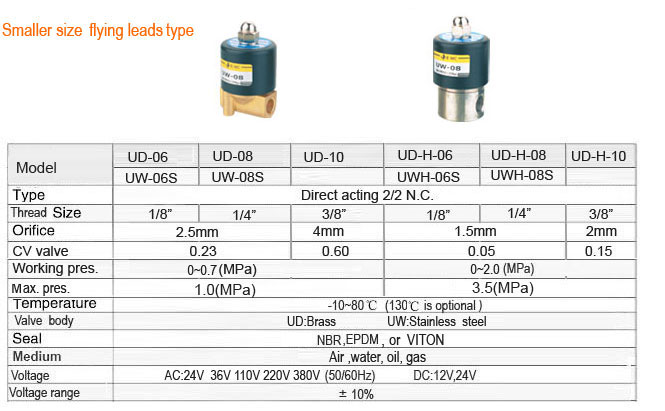 Smaller size flying leads type
UW-08
UW-08
Model UD-06 UD-08 UD-10 UD-H-06 UD-H-08 UD-H-10
UW-06S UW-08S UWH-06S UWH-08S
Type Direct acting 2/2 N.C.
Thread Size 1/8” 1/4” 3/8” 1/8” 1/4” 3/8”
Orifice 2.5mm 4mm 1.5mm 2mm
CV valve 0.23 0.60 0.05 0.15
Working pres. 0~0.7(MPa) 0~2.0 (MPa)
Max. pres. 1.0(MPa) 3.5(MPa)
Temperature -10~80℃ (130℃ is optional )
Valve body UD:Brass UW:Stainless steel
Seal NBR,EPDM, or VITON
Medium Air ,water, oil, gas
Voltage AC:24V 36V 110V 220V 380V (50/60Hz) DC:12V,24V
Voltage range ± 10%